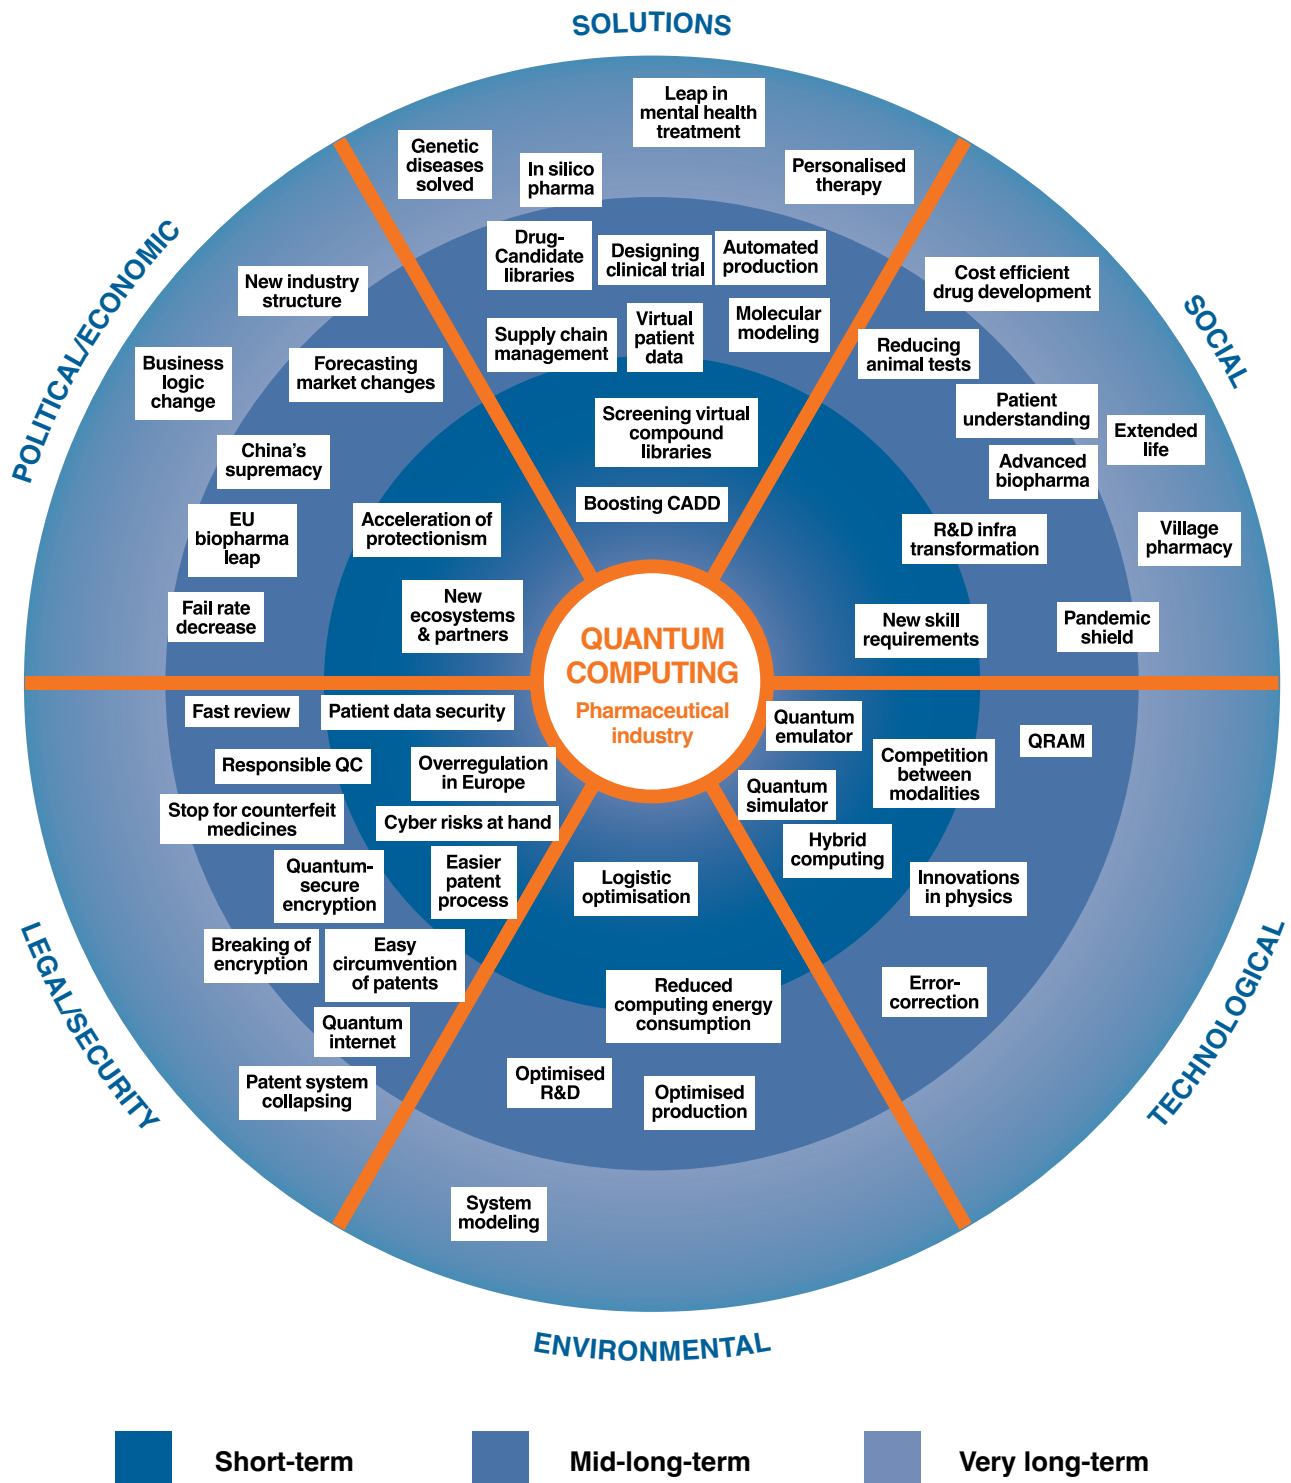 SOLUTIONS
Leap in
mental health
treatment
Genetic
diseases
solved
In silico
pharma
Personalised
therapy
Drug-
Candidate
libraries
Designing
clinical trial
Automated
production
Supply chain
management
Virtual
patient
data
Molecular
modeling
Screening virtual
compound
libraries
Boosting CADD
SOCIAL
Cost efficient
drug development
Reducing
animal tests
Patient
understanding
Extended
life
Advanced
biopharma
R&D infra
transformation
Village
pharmacy
New skill
requirements
Pandemic
shield
POLITICAL/ECONOMIC
New industry
structure
Business
logic
change
Forecasting
market changes
China's
supremacy
EU
biopharma
leap
Acceleration of
protectionism
Fail rate
decrease
New
ecosystems
& partners
QUANTUM
COMPUTING
Pharmaceutical
industry
LEGAL/SECURITY
Fast review
Patient data security
Responsible QC
Overregulation
in Europe
Stop for counterfeit
medicines
Cyber risks at hand
Quantum-
secure
encryption
Easier
patent
process
Breaking of
encryption
Easy
circumvention
of patents
Quantum
internet
Patent system
collapsing
TECHNOLOGICAL
Quantum
emulator
QRAM
Competition
between
modalities
Quantum
simulator
Hybrid
computing
Innovations
in physics
Error-
correction
ENVIRONMENTAL
Logistic
optimisation
Reduced
computing energy
consumption
Optimised
R&D
Optimised
production
System
modeling
Short-term
Mid-long-term
Very long-term